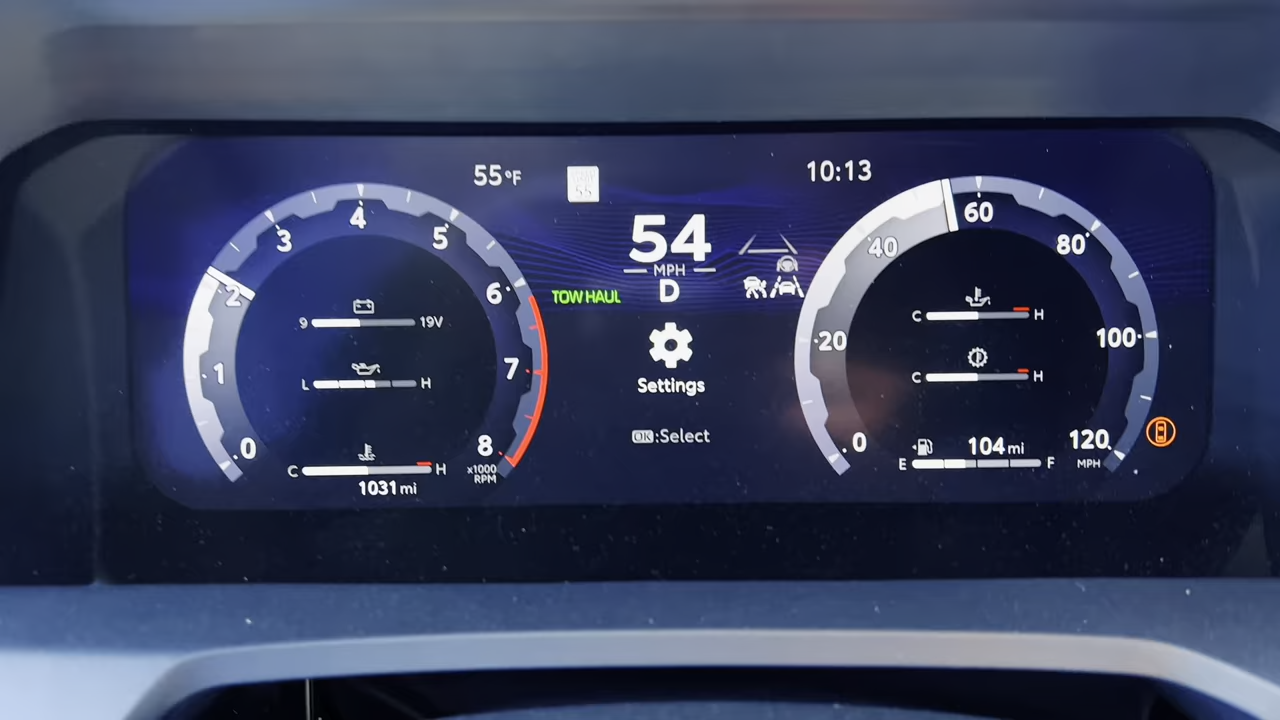 55°F
55
10:13
54
MPH
D
TOW HAUL
Settings
OK:Select
0
1
2
3
4
5
6
7
8
x1000
RPM
9 19V
L H
C H
1031 mi
0
20
40
60
80
100
120
MPH
C H
C H
104 mi
E F